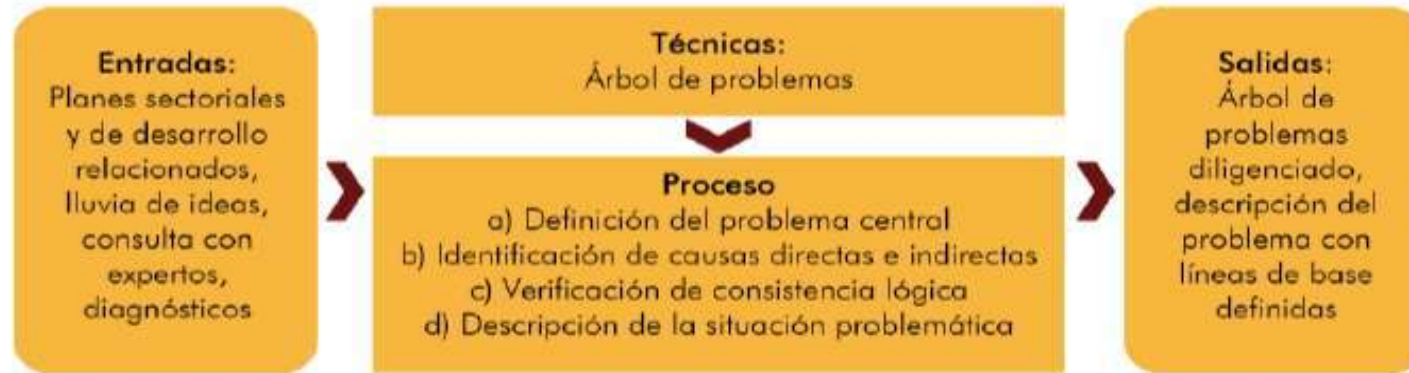 Entradas:
Planes sectoriales
y de desarrollo
relacionados,
lluvia de ideas,
consulta con
expertos,
diagnósticos
Técnicas:
Árbol de problemas
Proceso
a) Definición del problema central
b) Identificación de causas directas e indirectas
c) Verificación de consistencia lógica
d) Descripción de la situación problemática
Salidas:
Árbol de
problemas
diligenciado,
descripción del
problema con
líneas de base
definidas